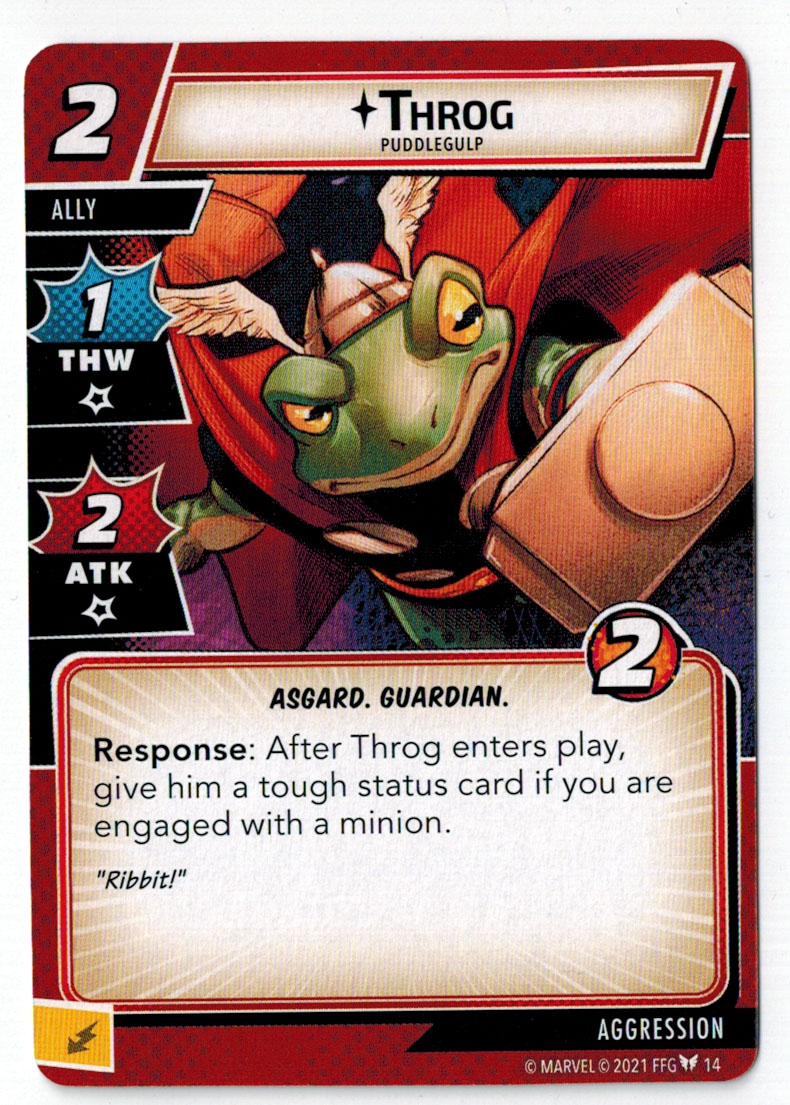 2
THROG
PUDDLEGULP
ALLY
1
THW
2
ATK
2
ASGARD. GUARDIAN.
Response: After Throg enters play,
give him a tough status card if you are
engaged with a minion.
"Ribbit!"
AGGRESSION
© MARVEL © 2021 FFG 14